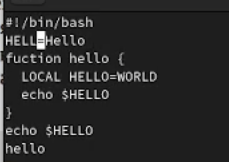 #!/bin/bash
HELL=Hello
fuction hello {
  LOCAL HELLO=WORLD
  echo $HELLO
}
echo $HELLO
hello